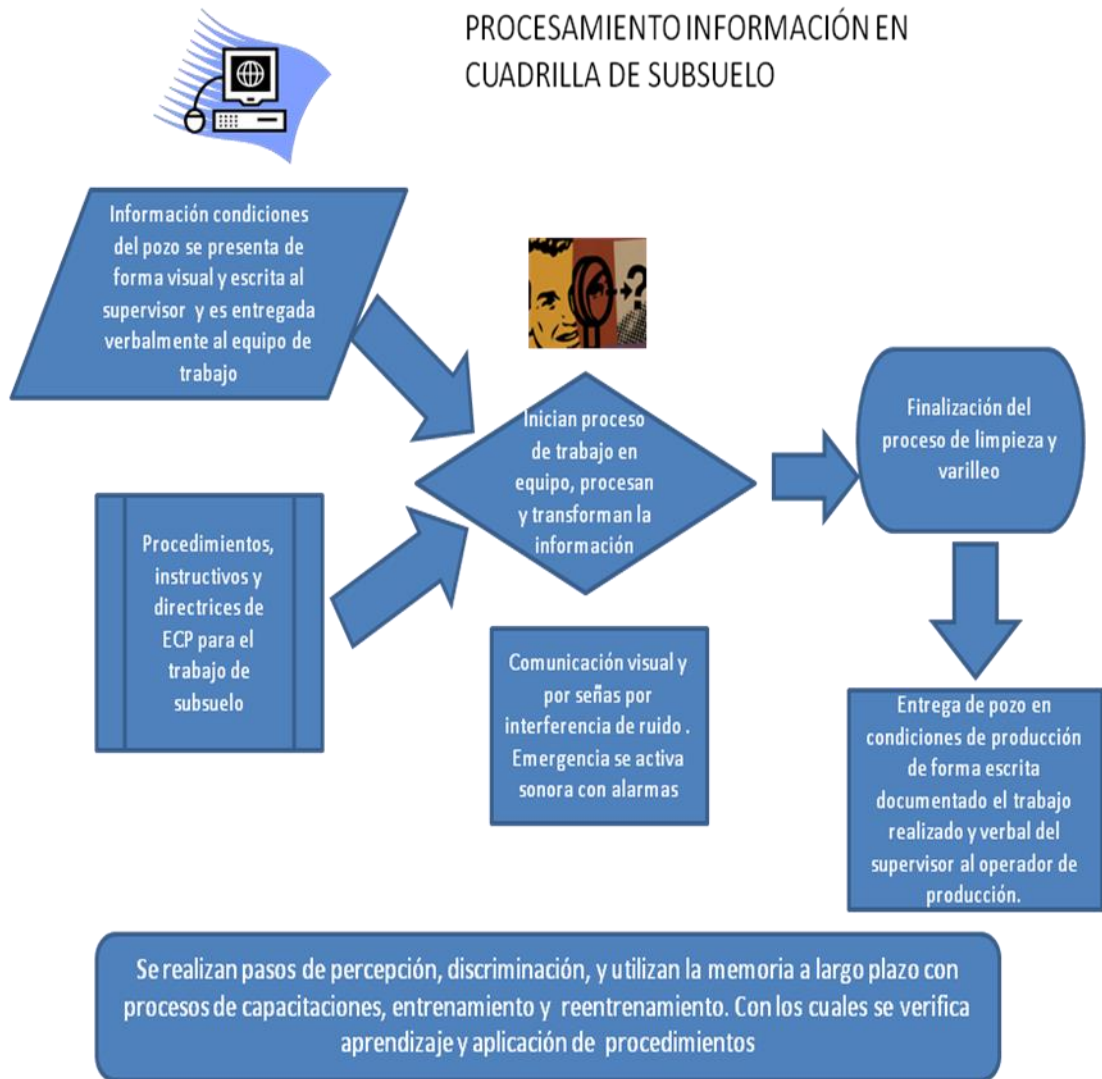 PROCESAMIENTO INFORMACIÓN EN
CUADRILLA DE SUBSUELO
Información condiciones
del pozo se presenta de
forma visual y escrita al
supervisor y es entregada
verbalmente al equipo de
trabajo
Procedimientos,
instructivos y
directrices de
ECP para el
trabajo de
subsuelo
Inician proceso
de trabajo en
equipo, procesan
y transforman la
información
Comunicación visual y
por señas por
interferencia de ruido .
Emergencia se activa
sonora con alarmas
Finalización del
proceso de limpieza y
varilleo
Entrega de pozo en
condiciones de producción
de forma escrita
documentado el trabajo
realizado y verbal del
supervisor al operador de
producción.
Se realizan pasos de percepción, discriminación, y utilizan la memoria a largo plazo con
procesos de capacitaciones, entrenamiento y reentrenamiento. Con los cuales se verifica
aprendizaje y aplicación de procedimientos